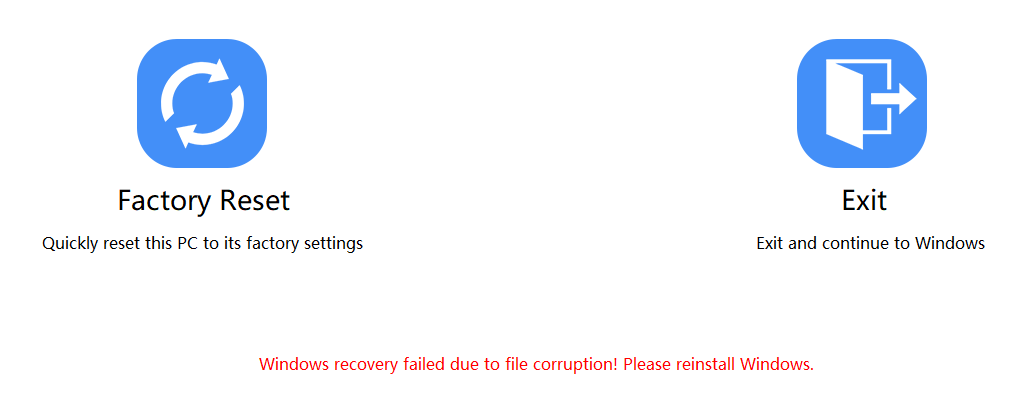 Factory Reset
Exit
Quickly reset this PC to its factory settings
Exit and continue to Windows
Windows recovery failed due to file corruption! Please reinstall Windows.